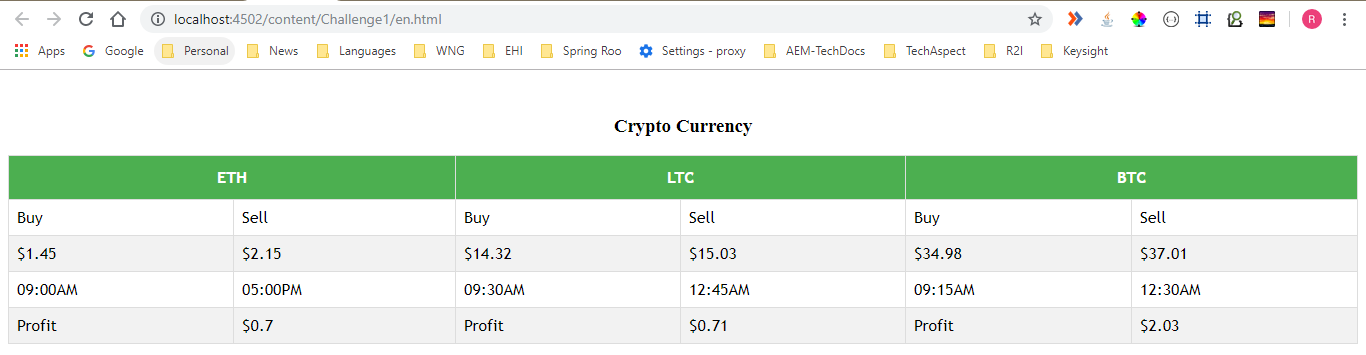 localhost:4502/content/Challenge1/en.html
R
Apps Google Personal News Languages WNG EHI Spring Roo Settings - proxy AEM-TechDocs TechAspect R2I Keysight
Crypto Currency
ETH LTC BTC
Buy Sell Buy Sell Buy Sell
$1.45 $2.15 $14.32 $15.03 $34.98 $37.01
09:00AM 05:00PM 09:30AM 12:45AM 09:15AM 12:30AM
Profit $0.7 Profit $0.71 Profit $2.03